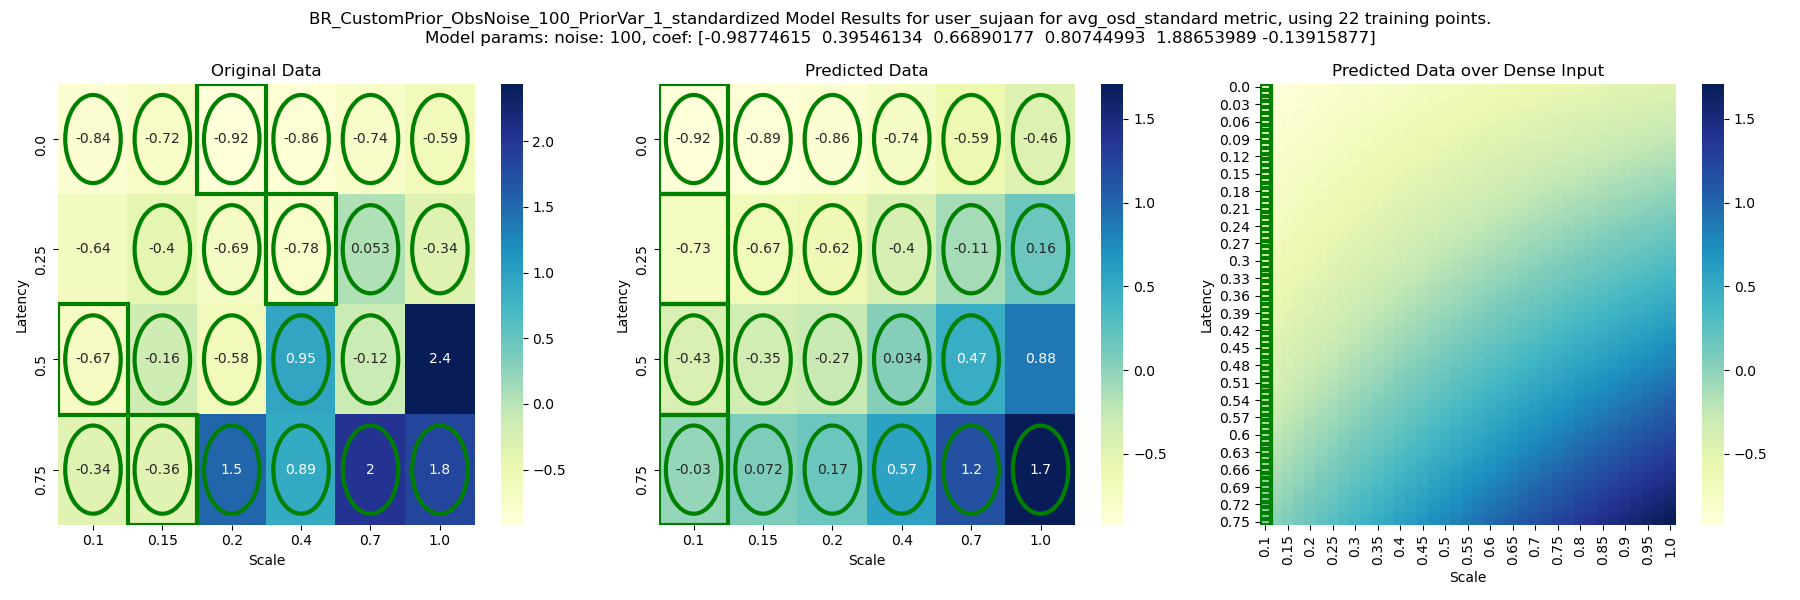 BR_CustomPrior_ObsNoise_100_PriorVar_1_standardized Model Results for user_sujaan for avg_osd_standard metric, using 22 training points.
Model params: noise: 100, coef: [-0.98774615  0.39546134  0.66890177  0.80744993  1.88653989 -0.13915877]
Original Data
Latency
0.0
-0.84 -0.72 -0.92 -0.86 -0.74 -0.59
0.25
-0.64 -0.4 -0.69 -0.78 0.053 -0.34
0.5
-0.67 -0.16 -0.58 0.95 -0.12 2.4
0.75
-0.34 -0.36 1.5 0.89 2 1.8
0.1 0.15 0.2 0.4 0.7 1.0
Scale
2.0
1.5
1.0
0.5
0.0
−0.5
Predicted Data
Latency
0.0
-0.92 -0.89 -0.86 -0.74 -0.59 -0.46
0.25
-0.73 -0.67 -0.62 -0.4 -0.11 0.16
0.5
-0.43 -0.35 -0.27 0.034 0.47 0.88
0.75
-0.03 0.072 0.17 0.57 1.2 1.7
0.1 0.15 0.2 0.4 0.7 1.0
Scale
1.5
1.0
0.5
0.0
−0.5
Predicted Data over Dense Input
Latency
0.0
0.03
0.06
0.09
0.12
0.15
0.18
0.21
0.24
0.27
0.3
0.33
0.36
0.39
0.42
0.45
0.48
0.51
0.54
0.57
0.6
0.63
0.66
0.69
0.72
0.75
0.1 0.15 0.2 0.25 0.3 0.35 0.4 0.45 0.5 0.55 0.6 0.65 0.7 0.75 0.8 0.85 0.9 0.95 1.0
Scale
1.5
1.0
0.5
0.0
−0.5